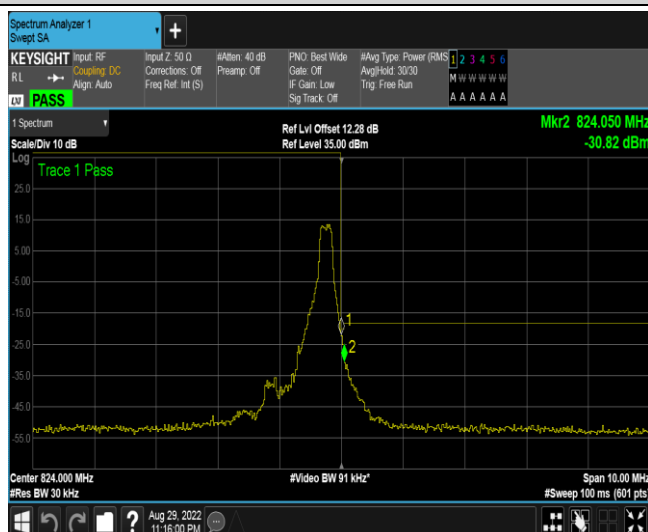 Spectrum Analyzer 1
Swept SA
+
KEYSIGHT Input: RF Input Z: 50 Ω #Atten: 40 dB PNO: Best Wide #Avg Type: Power (RMS 1 2 3 4 5 6
RL Coupling: DC Corrections: Off Preamp: Off Gate: Off Avg|Hold: 30/30 M W W W W W
Align: Auto Freq Ref: Int (S) IF Gain: Low Trig: Free Run
Sig Track: Off A A A A A A
LXI PASS
1 Spectrum Ref Lvl Offset 12.28 dB Mkr2 824.050 MHz
Scale/Div 10 dB Ref Level 35.00 dBm -30.82 dBm
Log
Trace 1 Pass
25.0
15.0
5.00
-5.00
-15.0
1
2
-25.0
-35.0
-45.0
-55.0
Center 824.000 MHz #Video BW 91 kHz* Span 10.00 MHz
#Res BW 30 kHz #Sweep 100 ms (601 pts)
? Aug 29, 2022
11:16:00 PM